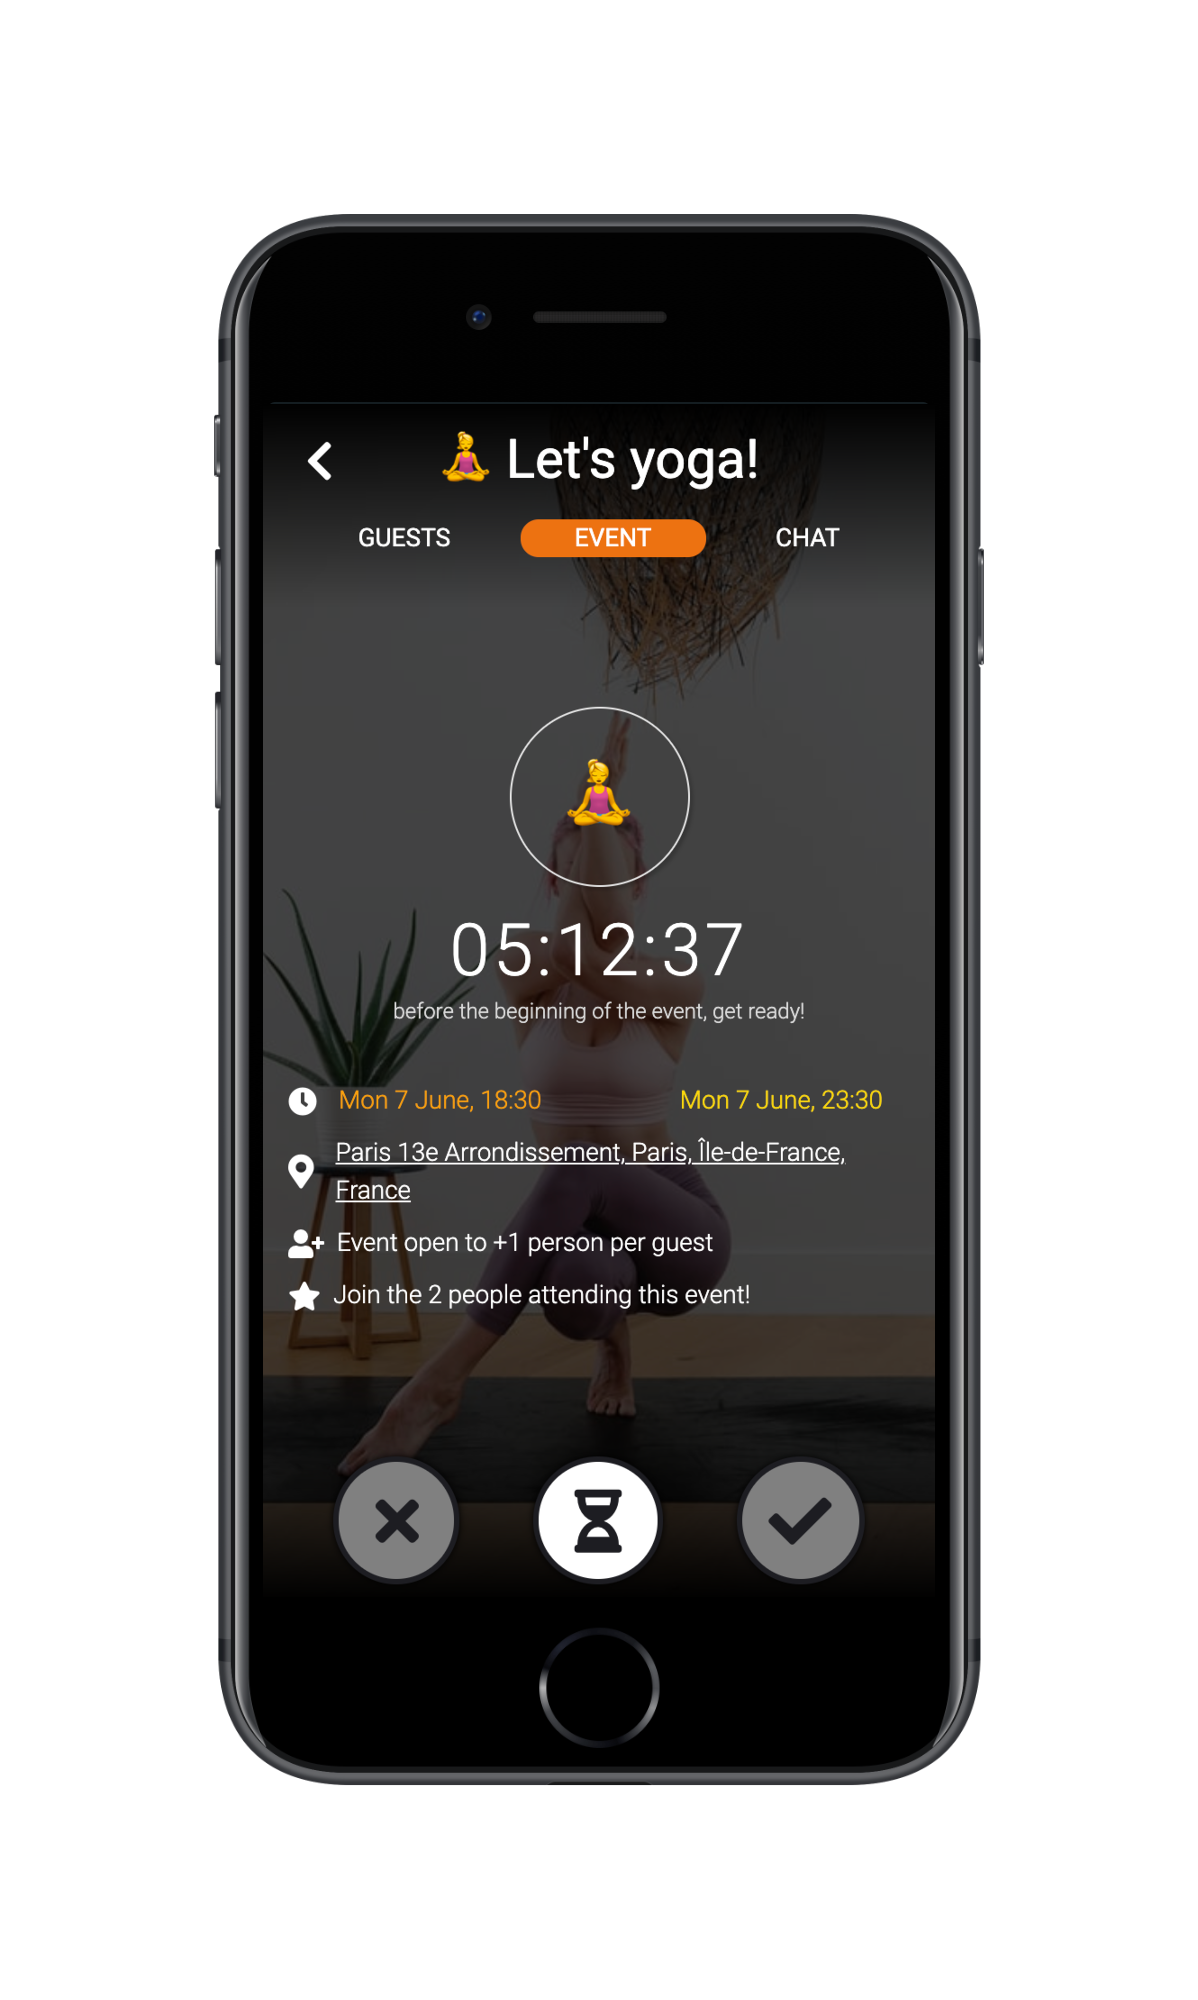 Let's yoga!
GUESTS EVENT CHAT
05:12:37
before the beginning of the event, get ready!
Mon 7 June, 18:30 Mon 7 June, 23:30
Paris 13e Arrondissement, Paris, Île-de-France,
France
Event open to +1 person per guest
Join the 2 people attending this event!